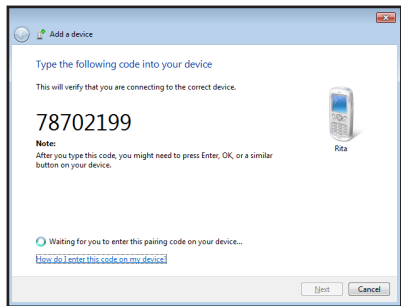 Add a device
Type the following code into your device
This will verify that you are connecting to the correct device.
78702199
Note:
After you type this code, you might need to press Enter, OK, or a similar
button on your device.
Rita
Waiting for you to enter this pairing code on your device...
How do I enter this code on my device?
Next Cancel